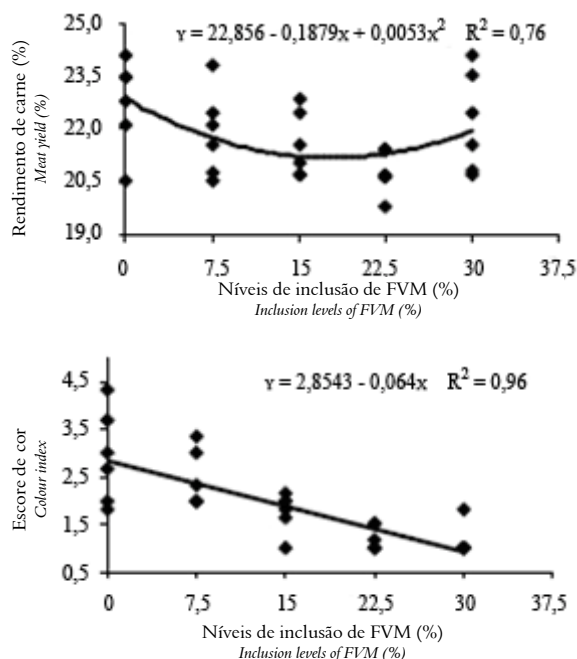 Rendimento de carne (%)
Meat yield (%)
25,0
23,5
22,0
20,5
19,0
y = 22,856 - 0,1879x + 0,0053x² R² = 0,76
0 7,5 15 22,5 30 37,5
Níveis de inclusão de FVM (%)
Inclusion levels of FVM (%)
Escore de cor
Colour index
4,5
3,5
2,5
1,5
0,5
y = 2,8543 - 0,064x R² = 0,96
0 7,5 15 22,5 30 37,5
Níveis de inclusão de FVM (%)
Inclusion levels of FVM (%)